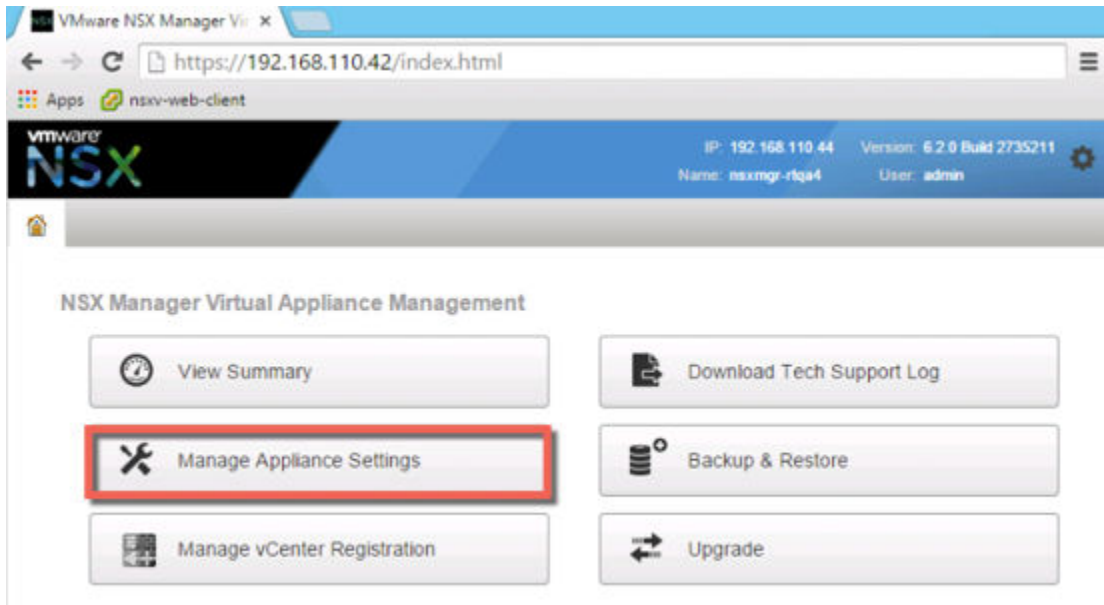 VMware NSX Manager Vir
https://192.168.110.42/index.html
Apps nsxv-web-client
vmware NSX
IP: 192.168.110.44 Version: 6.2.0 Build 2735211
Name: nsxmgr-rtqa4 User: admin
NSX Manager Virtual Appliance Management
View Summary
Download Tech Support Log
Manage Appliance Settings
Backup & Restore
Manage vCenter Registration
Upgrade